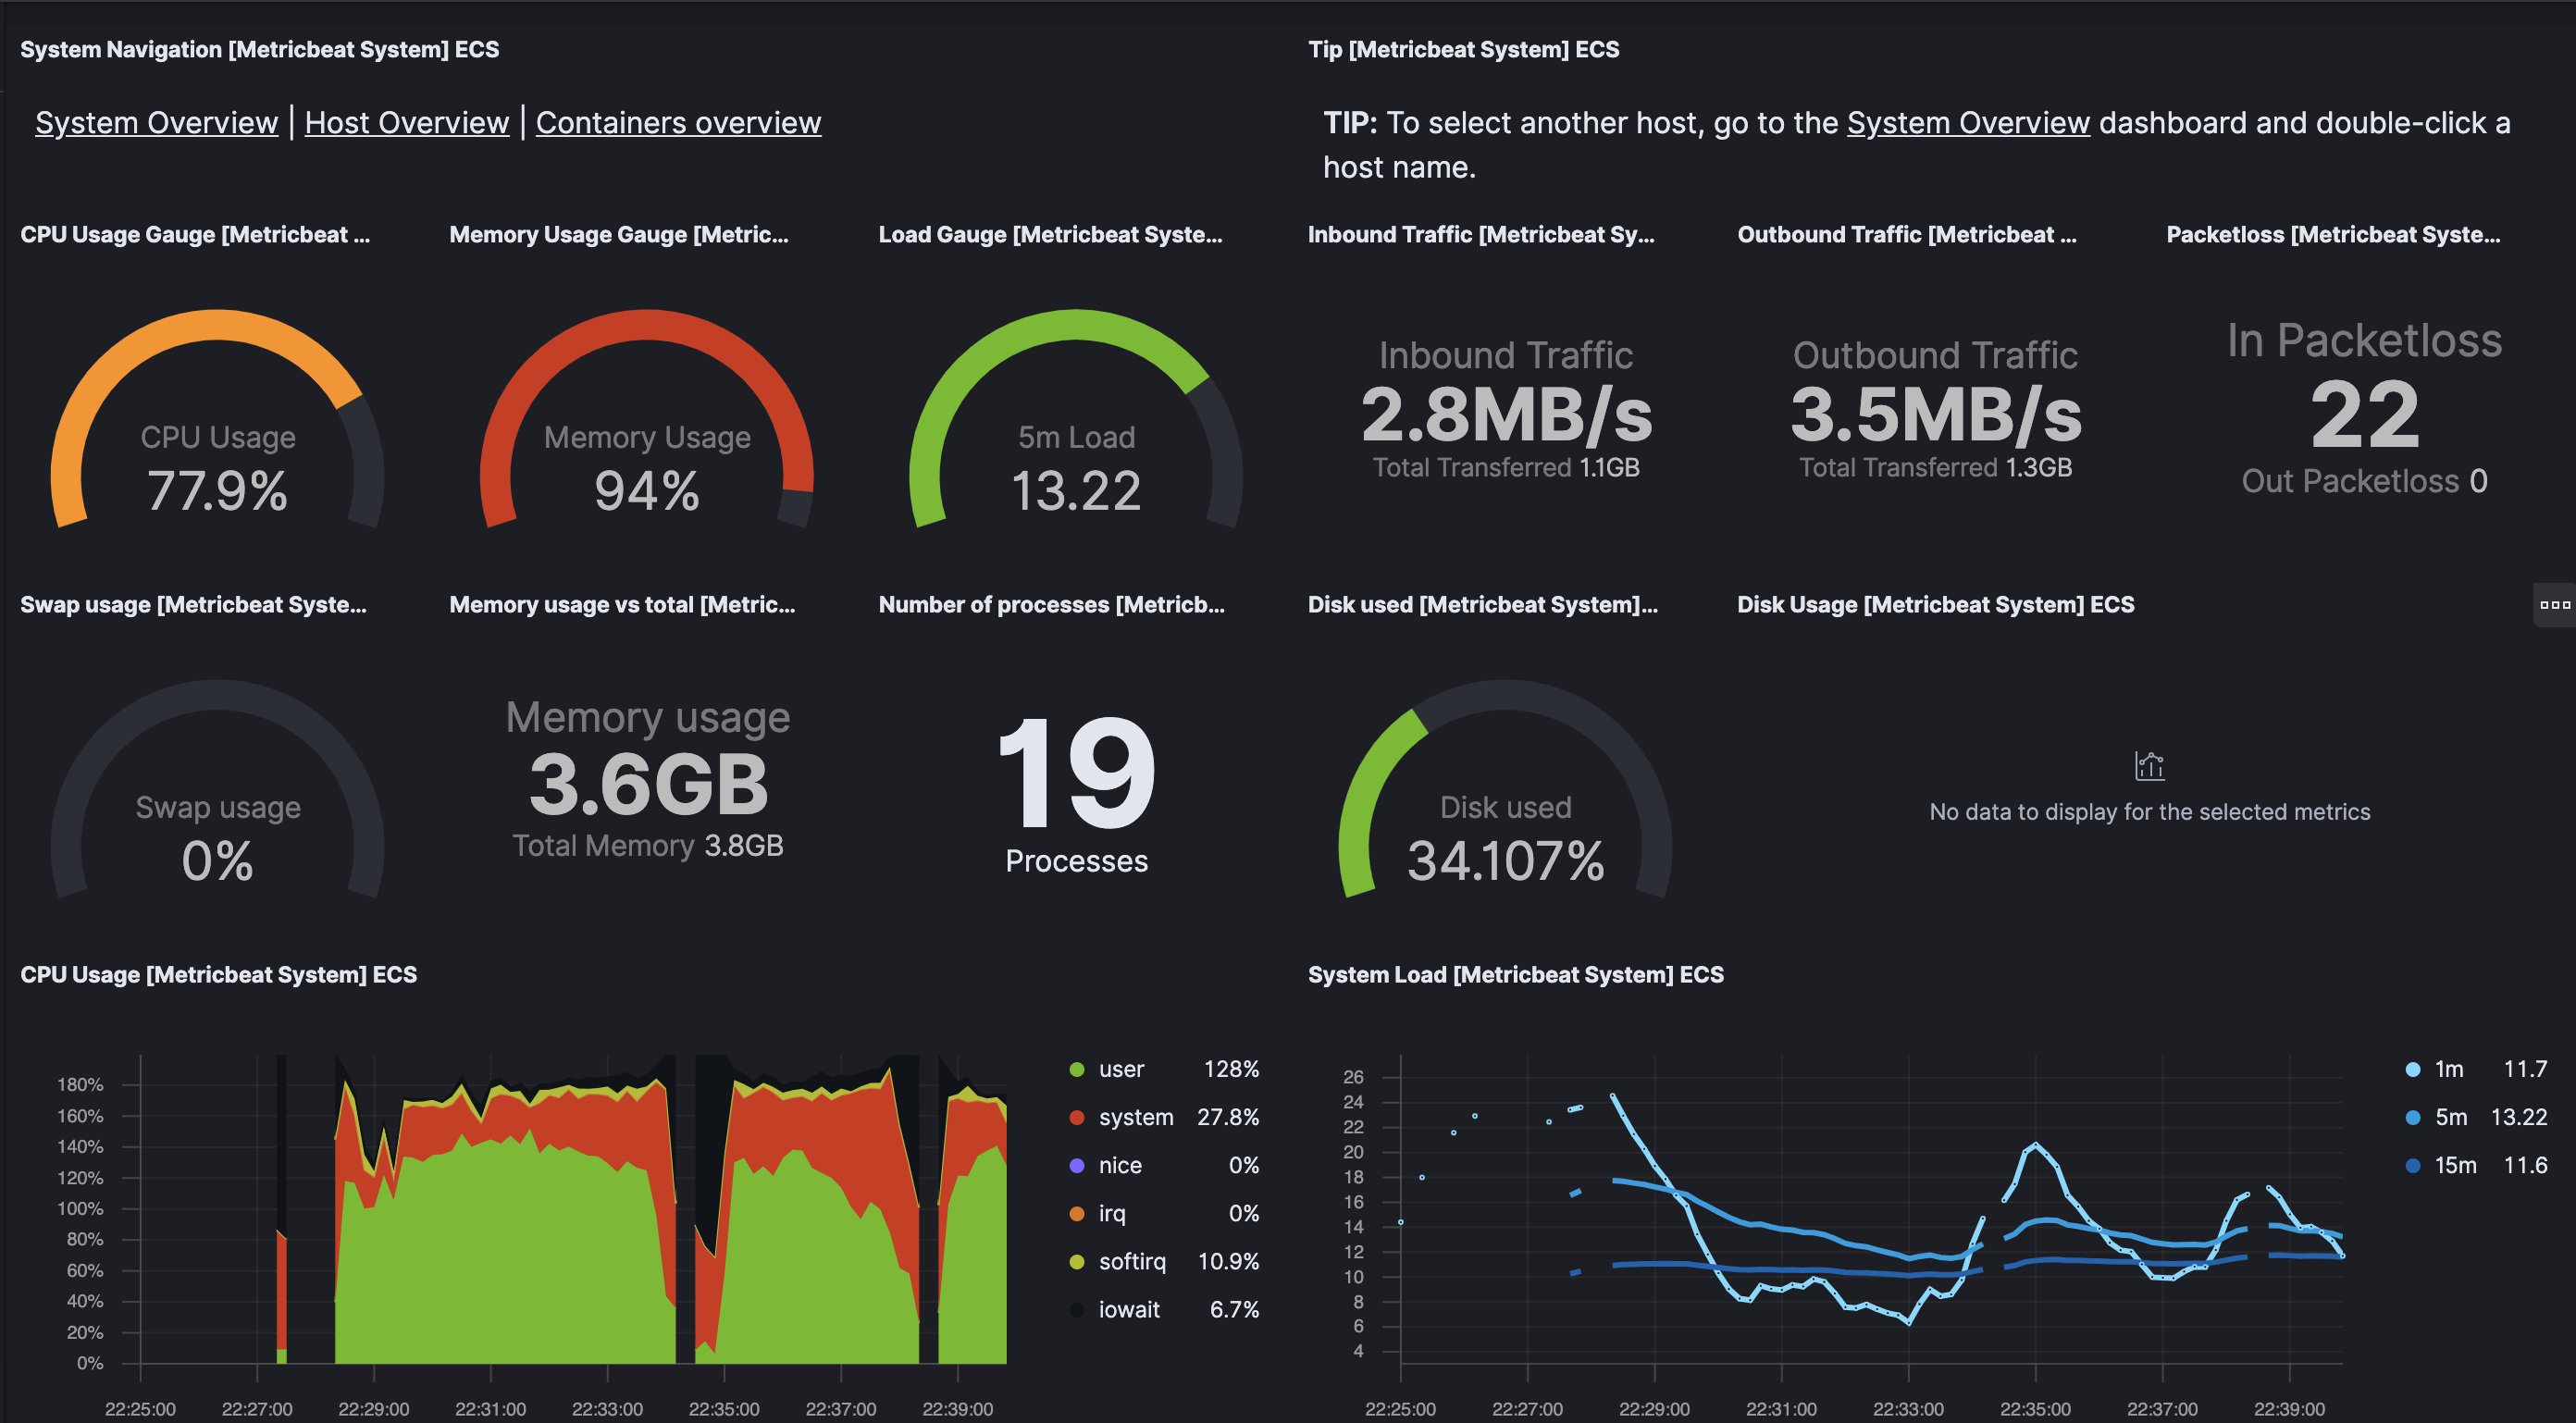 System Navigation [Metricbeat System] ECS
System Overview | Host Overview | Containers overview
Tip [Metricbeat System] ECS
TIP: To select another host, go to the System Overview dashboard and double-click a
host name.
CPU Usage Gauge [Metricbeat ...
CPU Usage
77.9%
Memory Usage Gauge [Metric...
Memory Usage
94%
Load Gauge [Metricbeat Syste...
5m Load
13.22
Inbound Traffic [Metricbeat Sy...
Inbound Traffic
2.8MB/s
Total Transferred 1.1GB
Outbound Traffic [Metricbeat ...
Outbound Traffic
3.5MB/s
Total Transferred 1.3GB
Packetloss [Metricbeat Syste...
In Packetloss
22
Out Packetloss 0
Swap usage [Metricbeat Syste...
Swap usage
0%
Memory usage vs total [Metric...
Memory usage
3.6GB
Total Memory 3.8GB
Number of processes [Metricb...
19
Processes
Disk used [Metricbeat System]...
Disk used
34.107%
Disk Usage [Metricbeat System] ECS
No data to display for the selected metrics
CPU Usage [Metricbeat System] ECS
180%
160%
140%
120%
100%
80%
60%
40%
20%
0%
22:25:00 22:27:00 22:29:00 22:31:00 22:33:00 22:35:00 22:37:00 22:39:00
user 128%
system 27.8%
nice 0%
irq 0%
softirq 10.9%
iowait 6.7%
System Load [Metricbeat System] ECS
26
24
22
20
18
16
14
12
10
8
6
4
22:25:00 22:27:00 22:29:00 22:31:00 22:33:00 22:35:00 22:37:00 22:39:00
1m 11.7
5m 13.22
15m 11.6